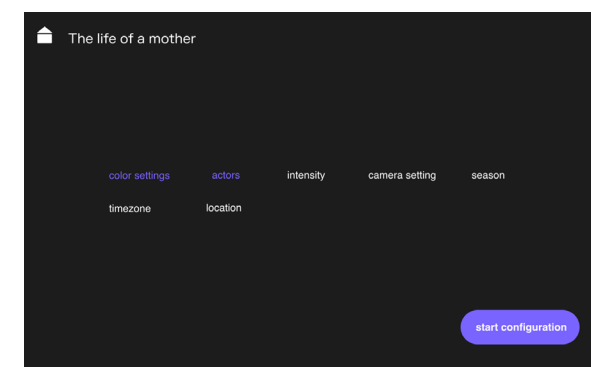 The life of a mother
color settings actors intensity camera setting season
timezone location
start configuration